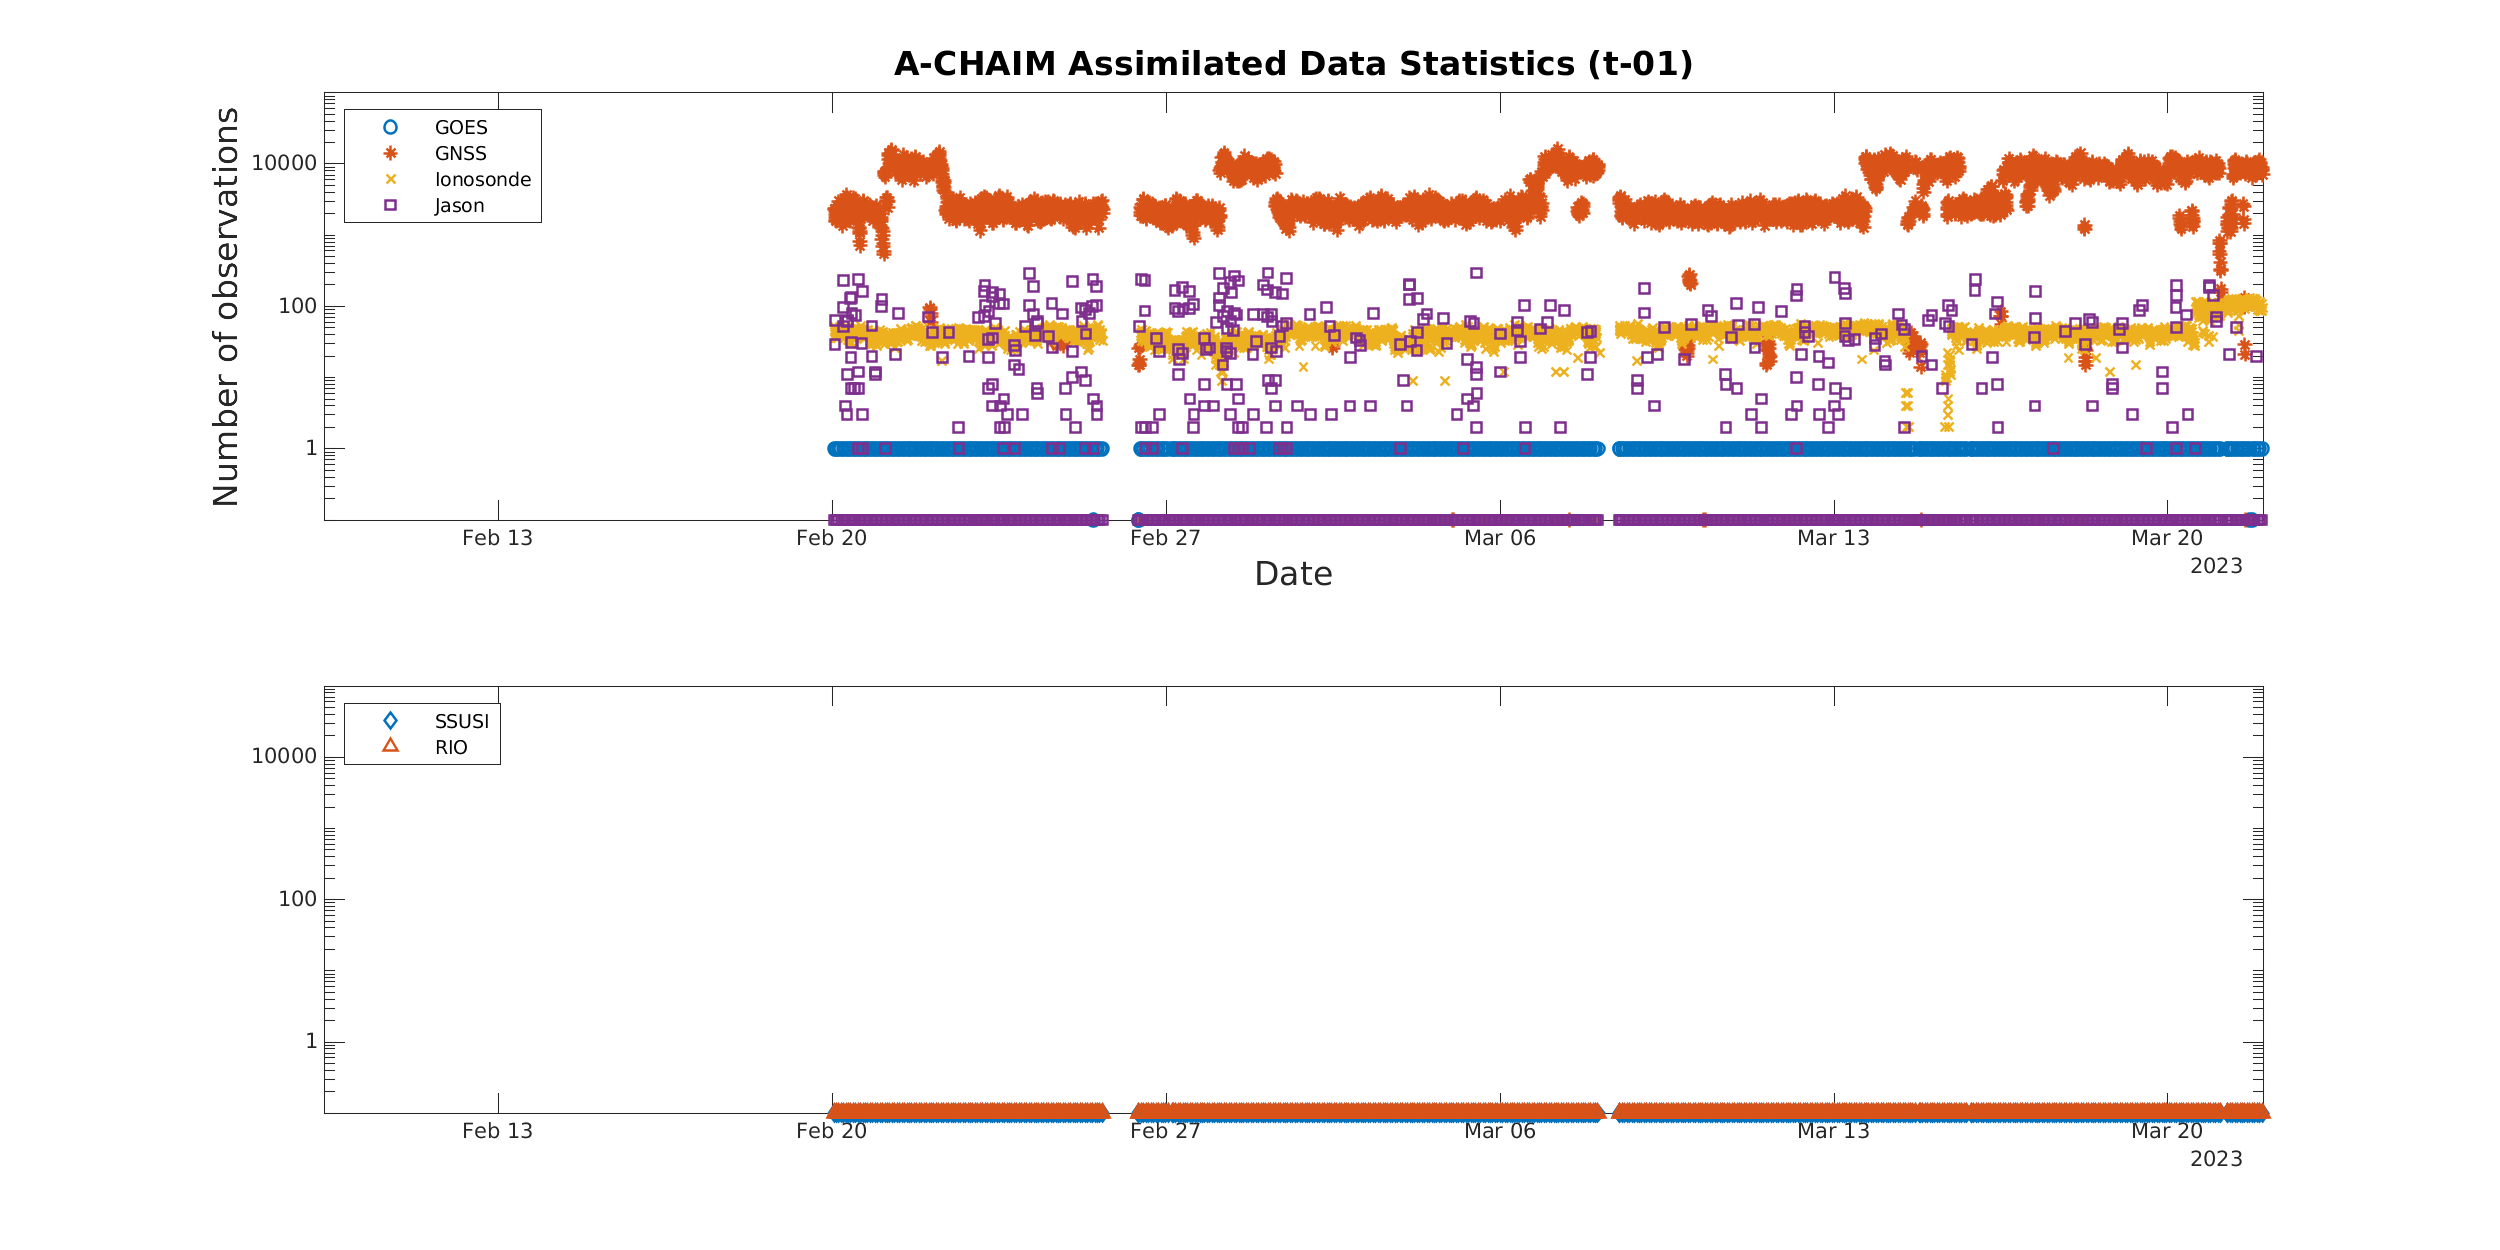 A-CHAIM Assimilated Data Statistics (t-01)
Number of observations
10000
100
1
GOES
GNSS
Ionosonde
Jason
Feb 13
Feb 20
Feb 27
Mar 06
Mar 13
Mar 20
2023
Date
10000
100
1
SSUSI
RIO
Feb 13
Feb 20
Feb 27
Mar 06
Mar 13
Mar 20
2023